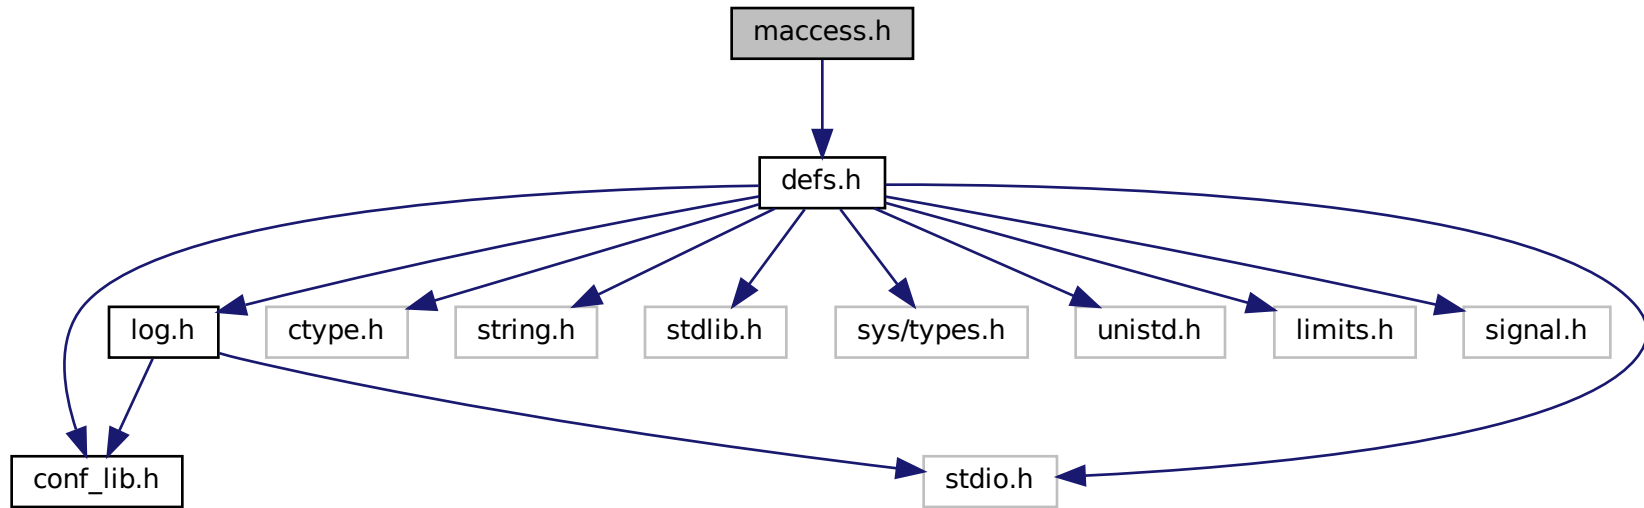 maccess.h
defs.h
log.h
ctype.h
string.h
stdlib.h
sys/types.h
unistd.h
limits.h
signal.h
conf_lib.h
stdio.h